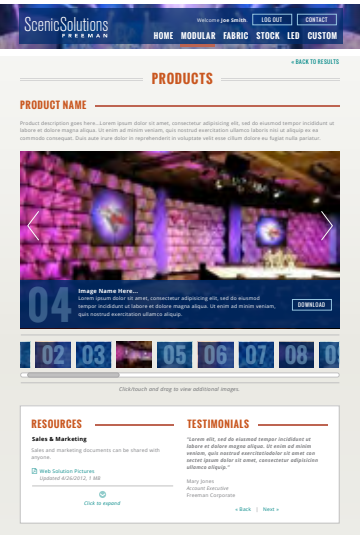 ScenicSolutions
FREEMAN
Welcome Joe Smith.
LOG OUT
CONTACT
HOME MODULAR FABRIC STOCK LED CUSTOM
« BACK TO RESULTS
PRODUCTS
PRODUCT NAME
Product description goes here...Lorem ipsum dolor sit amet, consectetur adipiscing elit, sed do eiusmod tempor incididunt ut
labore et dolore magna aliqua. Ut enim ad minim veniam, quis nostrud exercitation ullamco laboris nisi ut aliquip ex ea
commodo consequat. Duis aute irure dolor in reprehenderit in voluptate velit esse cillum dolore eu fugiat nulla pariatur.
04
Image Name Here...
Lorem ipsum dolor sit amet, consectetur adipiscing elit, sed do eiusmod
tempor incididunt ut labore et dolore magna aliqua. Ut enim ad minim veniam,
quis nostrud exercitation ullamco aliquip.
DOWNLOAD
02 03 05 06 07 08
Click/touch and drag to view additional images.
RESOURCES
Sales & Marketing
Sales and marketing documents can be shared with
anyone.
Web Solution Pictures
Updated 4/26/2012, 1 MB
Click to expand
TESTIMONIALS
"Lorem elit, sed do eiusmod tempor incididunt ut
labore et dolore magna aliqua. Ut enim ad minim
veniam, quis nostrud exercitatiodolor sit amet con
sectet ipsum dolor sit amet, consectetur adipiscing
ullamco aliquip."
Mary Jones
Account Executive
Freeman Corporate
« Back | Next »